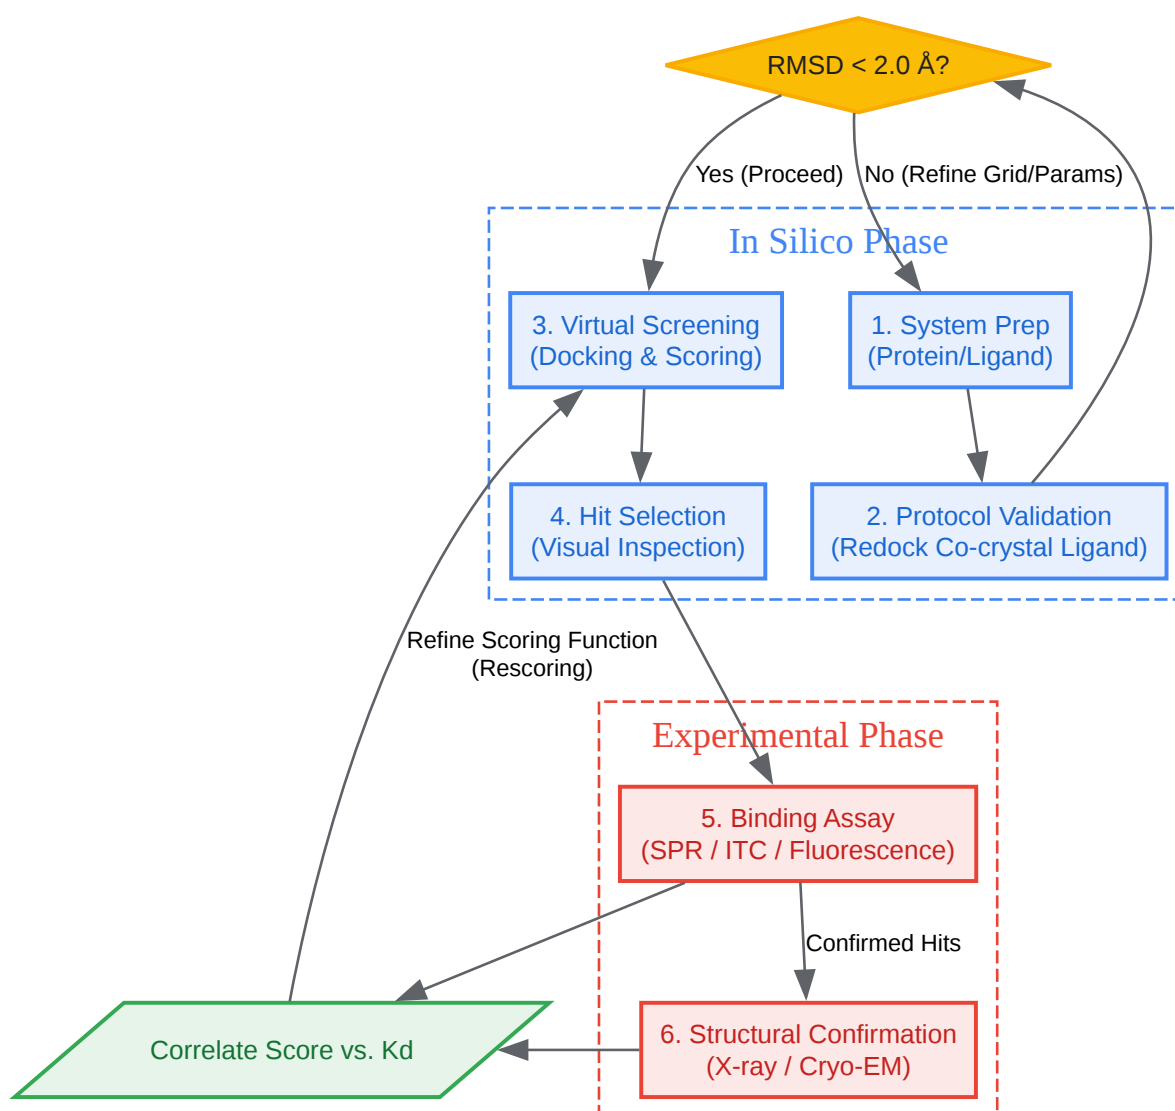 RMSD < 2.0 Å?
Yes (Proceed)
No (Refine Grid/Params)
In Silico Phase
3. Virtual Screening
(Docking & Scoring)
1. System Prep
(Protein/Ligand)
4. Hit Selection
(Visual Inspection)
2. Protocol Validation
(Redock Co-crystal Ligand)
Refine Scoring Function
(Rescoring)
Experimental Phase
5. Binding Assay
(SPR / ITC / Fluorescence)
Confirmed Hits
Correlate Score vs. Kd
6. Structural Confirmation
(X-ray / Cryo-EM)